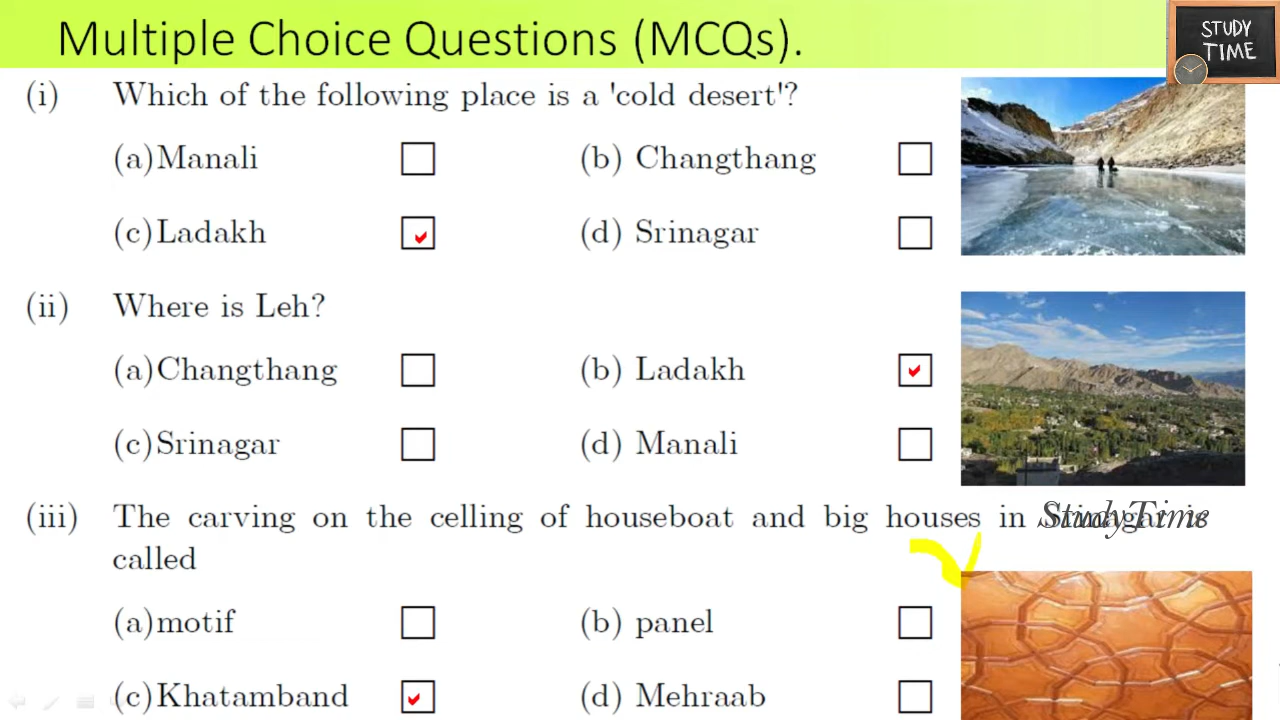 Multiple Choice Questions (MCQs).
STUDY
TIME
(i) Which of the following place is a 'cold desert'?
(a) Manali (b) Changthang
(c) Ladakh (d) Srinagar
(ii) Where is Leh?
(a) Changthang (b) Ladakh
(c) Srinagar (d) Manali
(iii) The carving on the celling of houseboat and big houses in Srinagar is
StudyTime
called
(a) motif (b) panel
(c) Khatamband (d) Mehraab